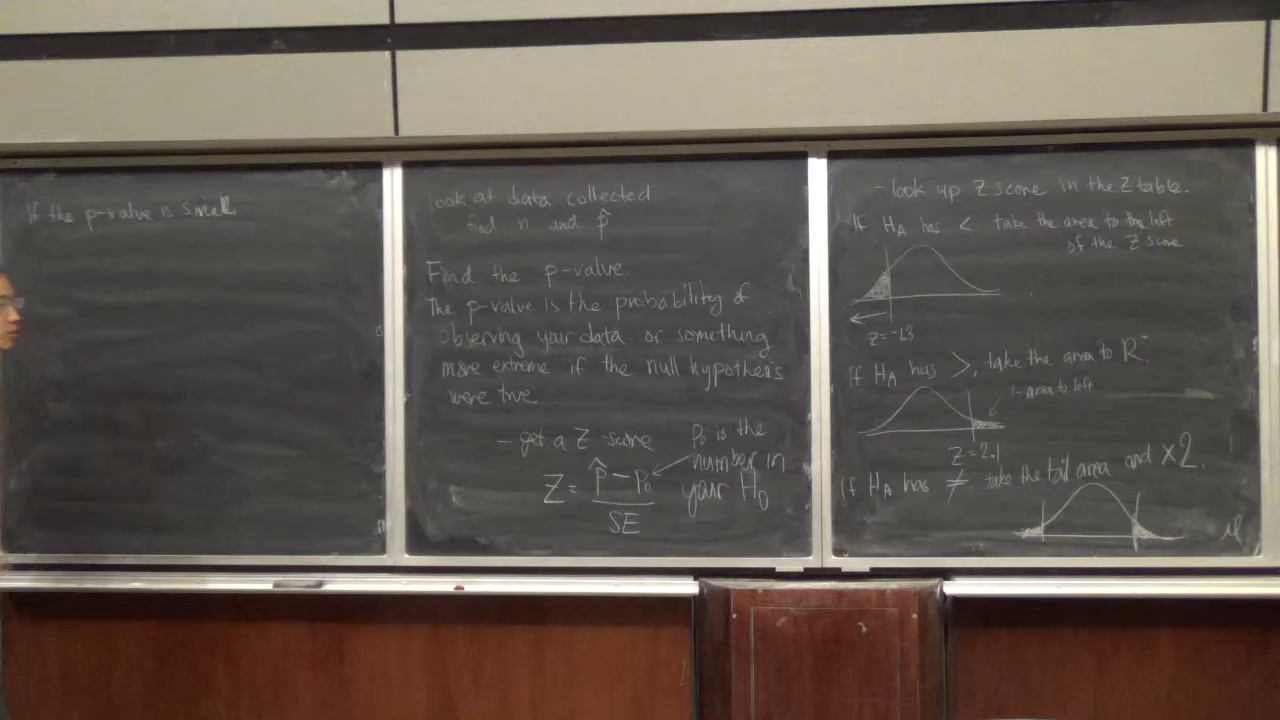 If the p-value is small,
look at data collected
find n and p̂
Find the p-value.
The p-value is the probability of
observing your data or something
more extreme if the null hypothesis
were true
- get a Z-score
Z = p̂ - p₀
SE
p₀ is the
number in
your H₀
- look up Z score in the Z table.
If H_A has < take the area to the left
of the Z score
Z = -1.3
If H_A has >, take the area to R.
1 - area to left
Z = 2.1
If H_A has ≠ take the tail area and x2.